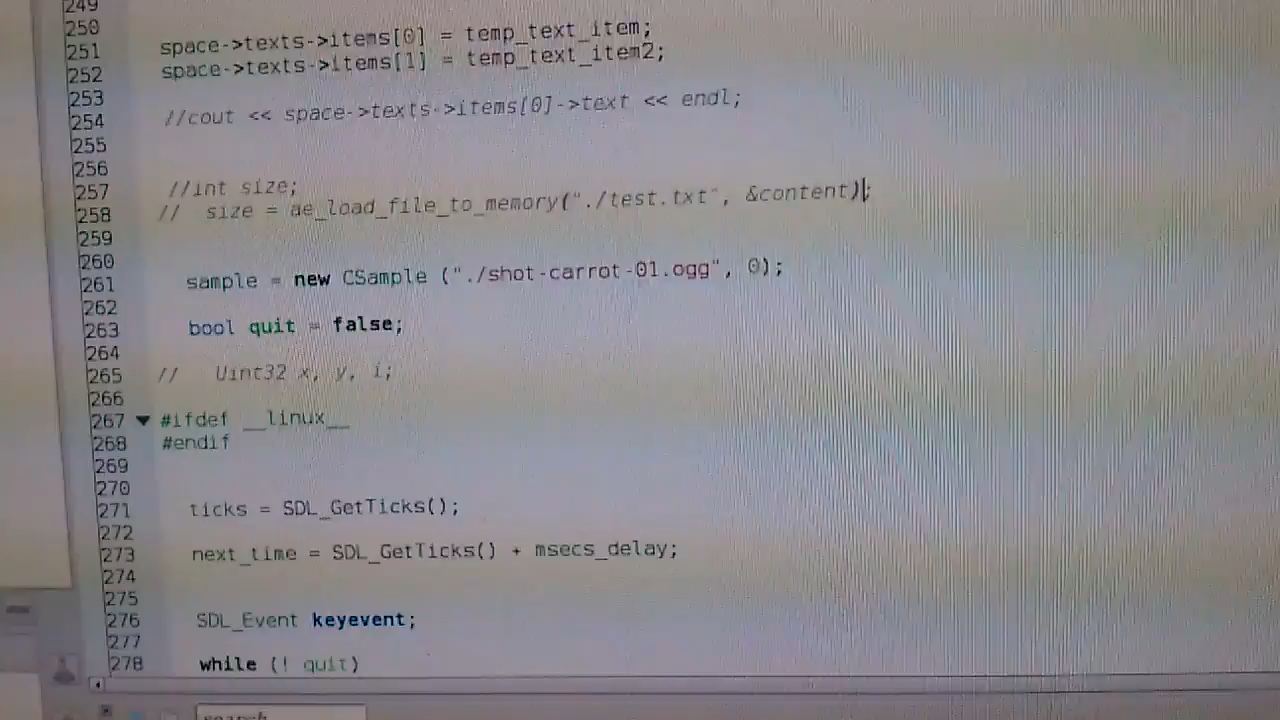 249
250
251 space->texts->items[0] = temp_text_item;
252 space->texts->items[1] = temp_text_item2;
253
254 //cout << space->texts->items[0]->text << endl;
255
256
257 //int size;
258 // size = ae_load_file_to_memory("./test.txt", &content);
259
260
261 sample = new CSample ("./shot-carrot-01.ogg", 0);
262
263 bool quit = false;
264
265 // Uint32 x, y, i;
266
267 #ifdef __linux__
268 #endif
269
270
271 ticks = SDL_GetTicks();
272
273 next_time = SDL_GetTicks() + msecs_delay;
274
275
276 SDL_Event keyevent;
277
278 while (! quit)
search